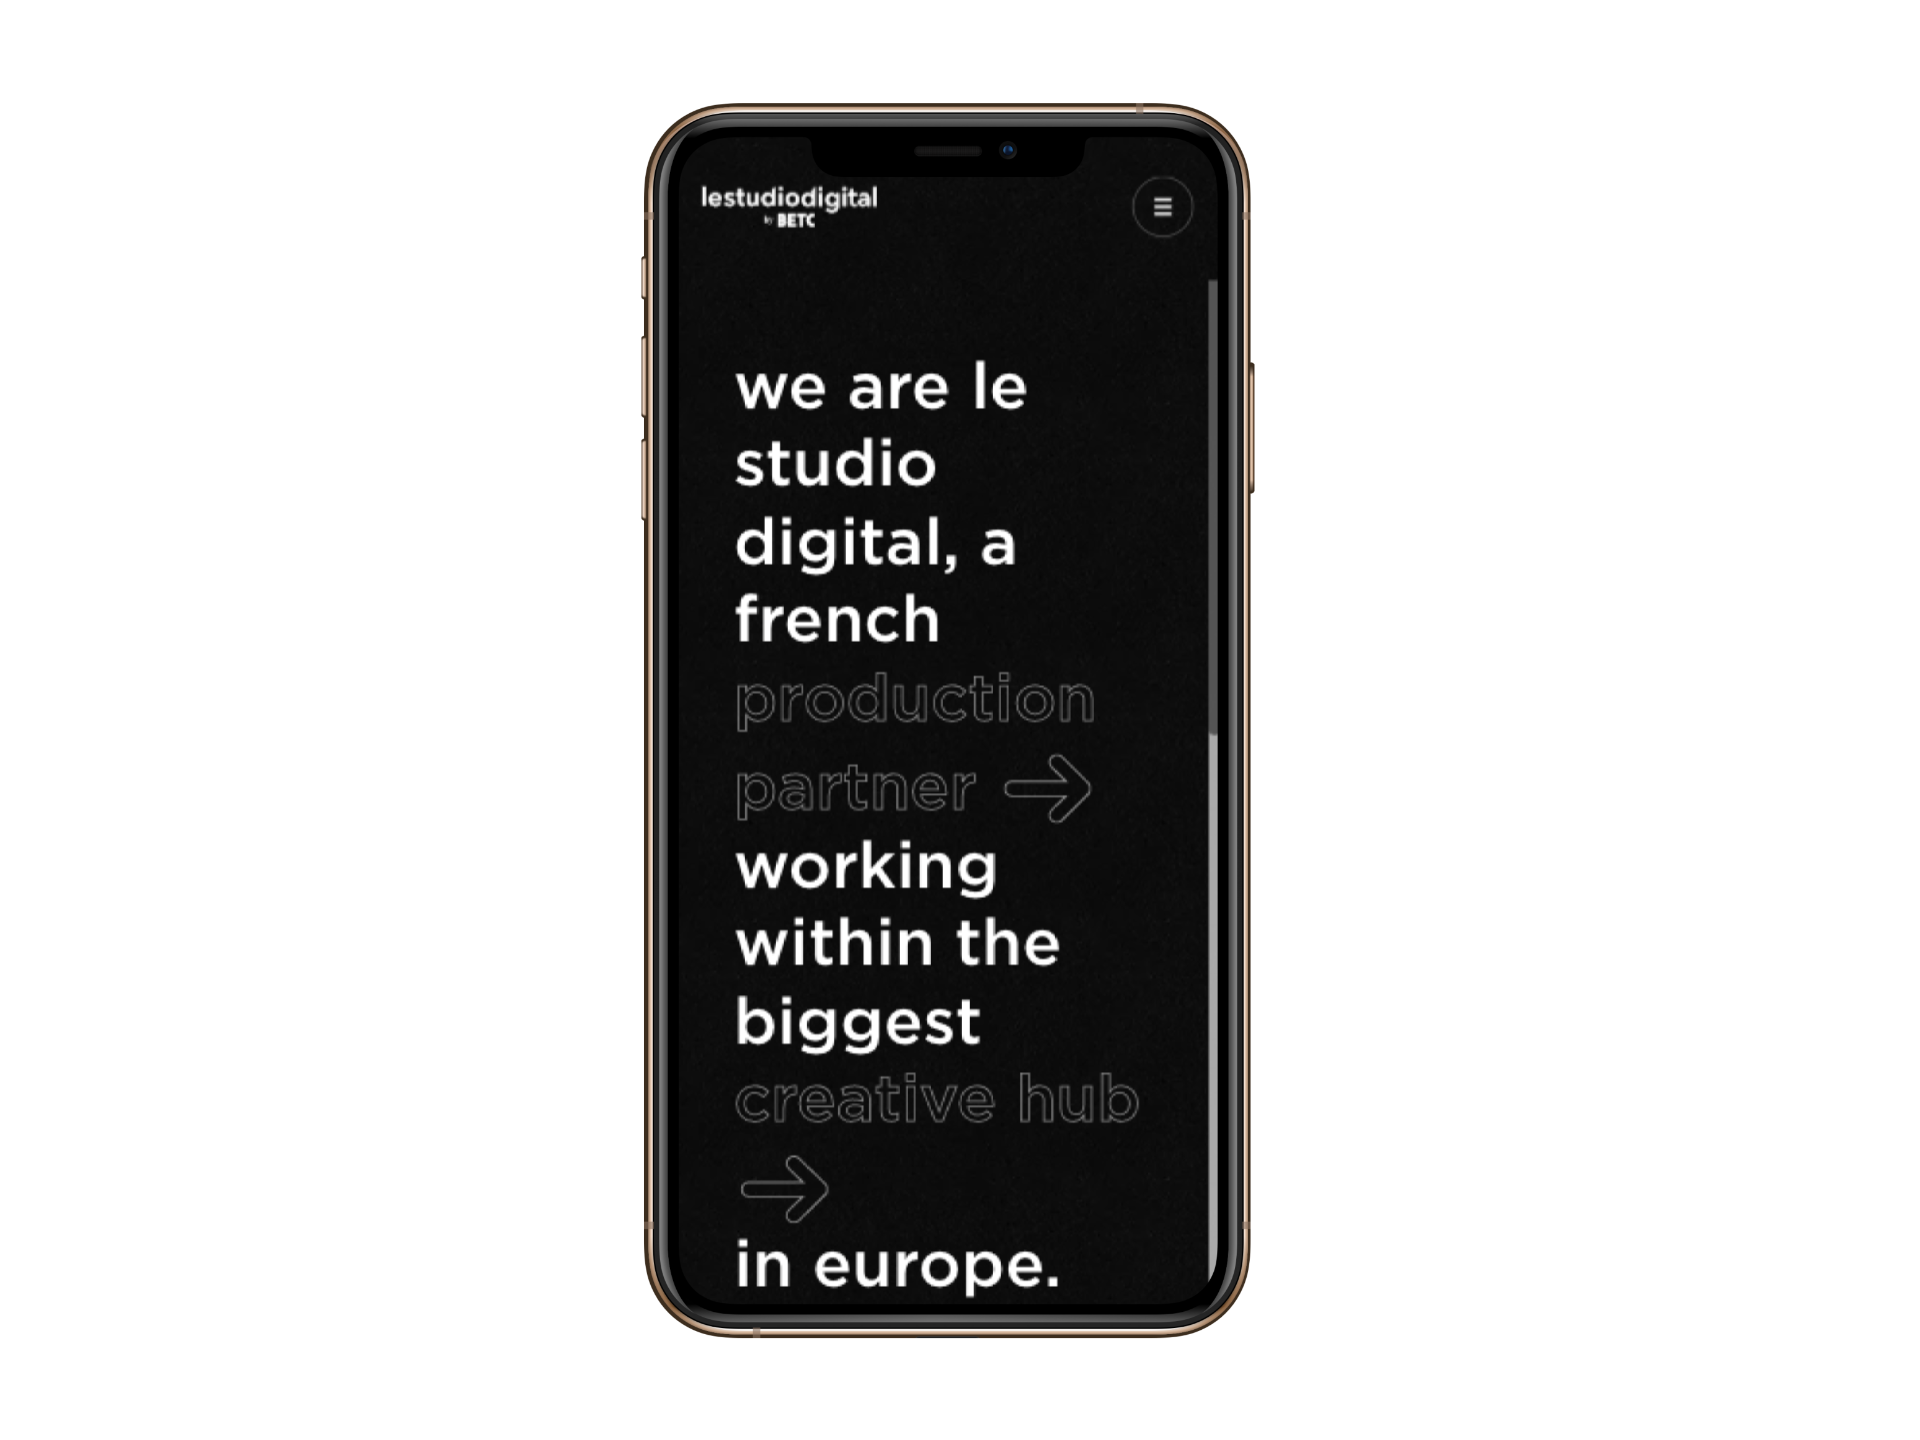 lestudiodigital
by BETC
we are le
studio
digital, a
french
production
partner →
working
within the
biggest
creative hub
→
in europe.